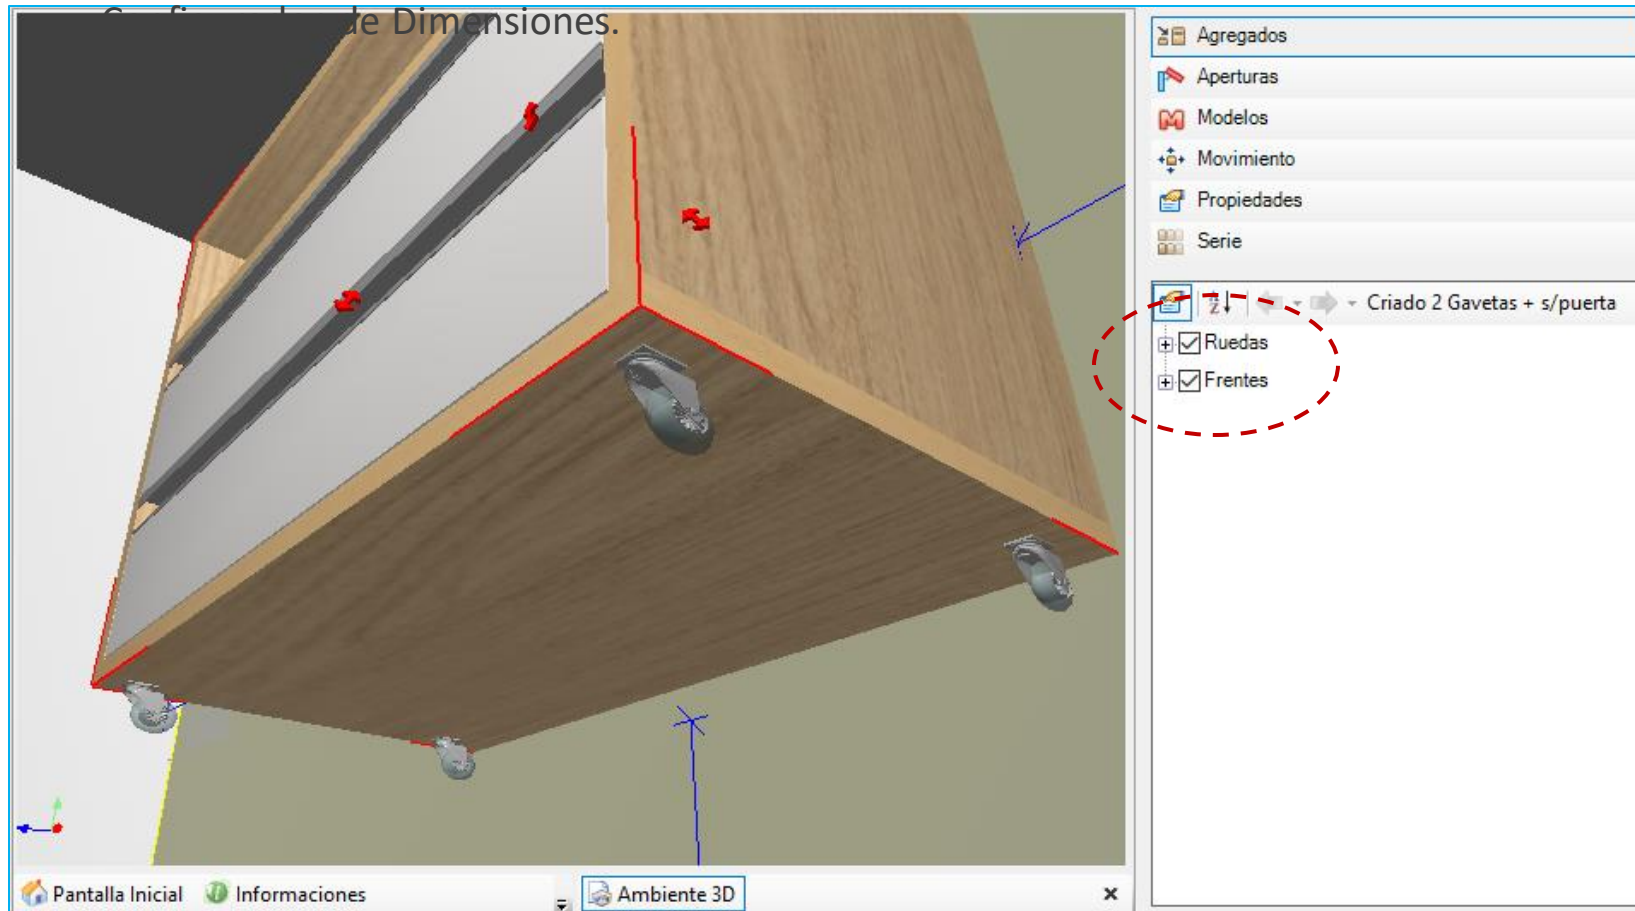 de Dimensiones.
Agregados
Aperturas
Modelos
Movimiento
Propiedades
Serie
Criado 2 Gavetas + s/puerta
Ruedas
Frentes
Pantalla Inicial
Informaciones
Ambiente 3D